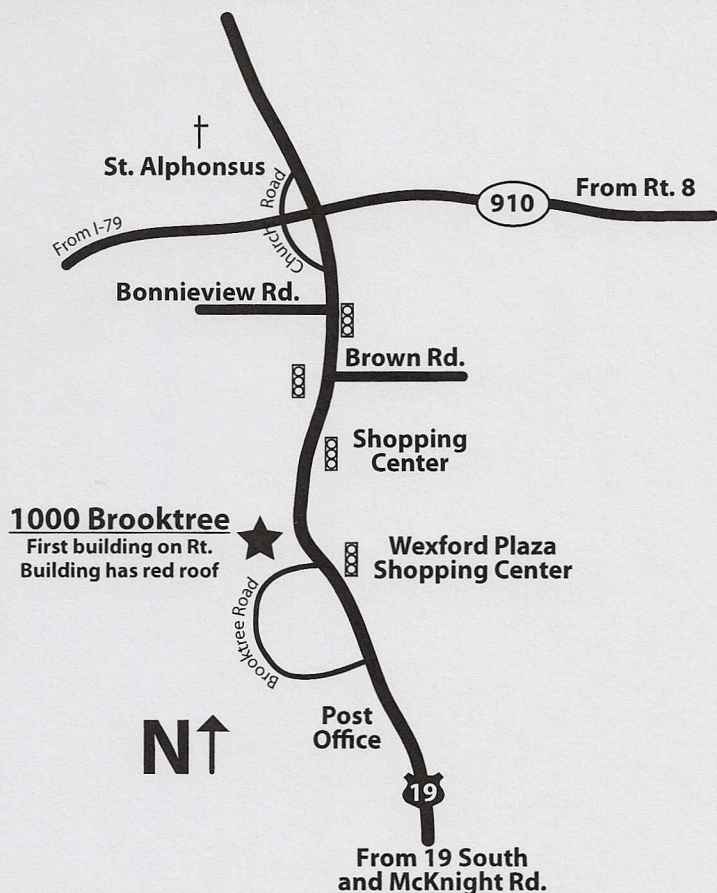 St. Alphonsus
Church Road
From I-79
910
From Rt. 8
Bonnieview Rd.
Brown Rd.
Shopping
Center
1000 Brooktree
First building on Rt.
Building has red roof
Wexford Plaza
Shopping Center
Brooktree Road
Post
Office
N
19
From 19 South
and McKnight Rd.